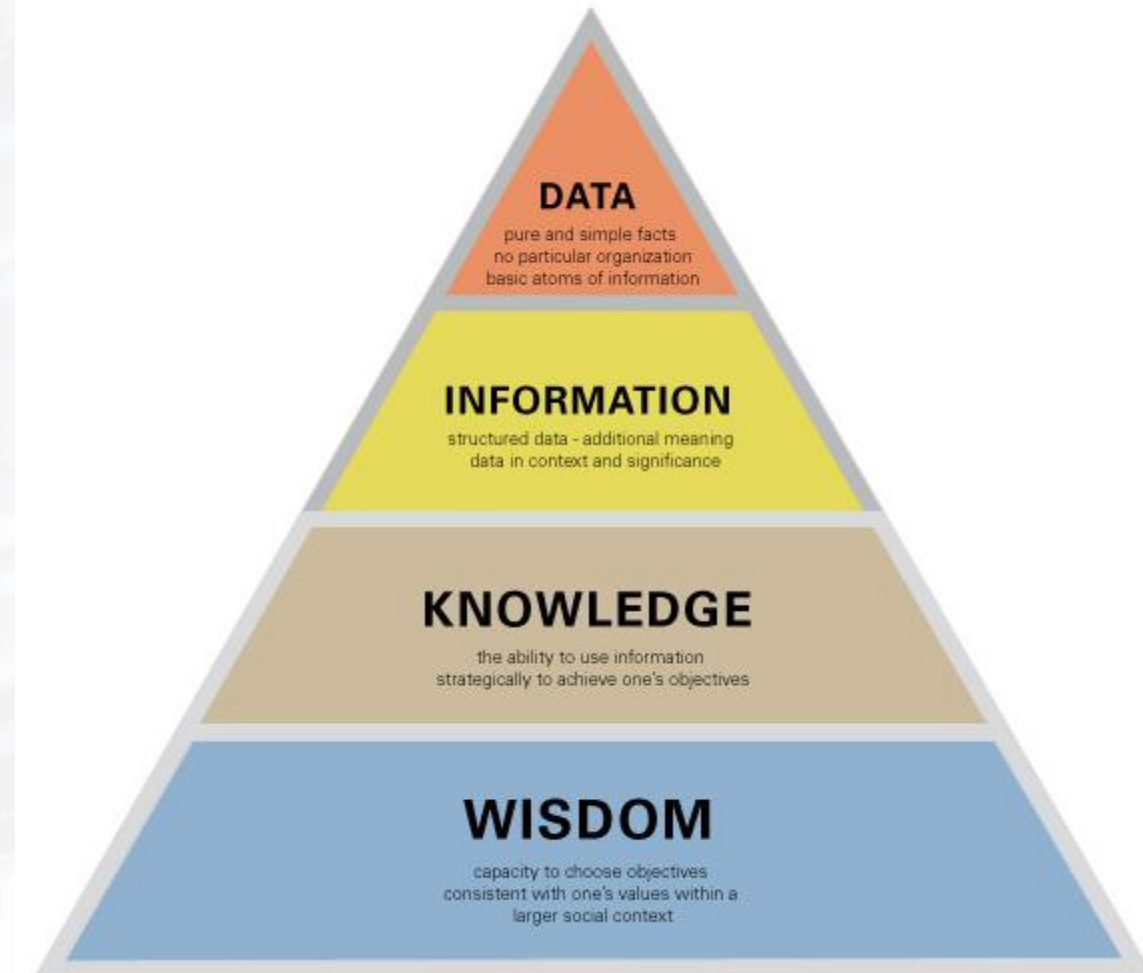 DATA
pure and simple facts
no particular organization
basic atoms of information
INFORMATION
structured data - additional meaning
data in context and significance
KNOWLEDGE
the ability to use information
strategically to achieve one's objectives
WISDOM
capacity to choose objectives
consistent with one's values within a
larger social context